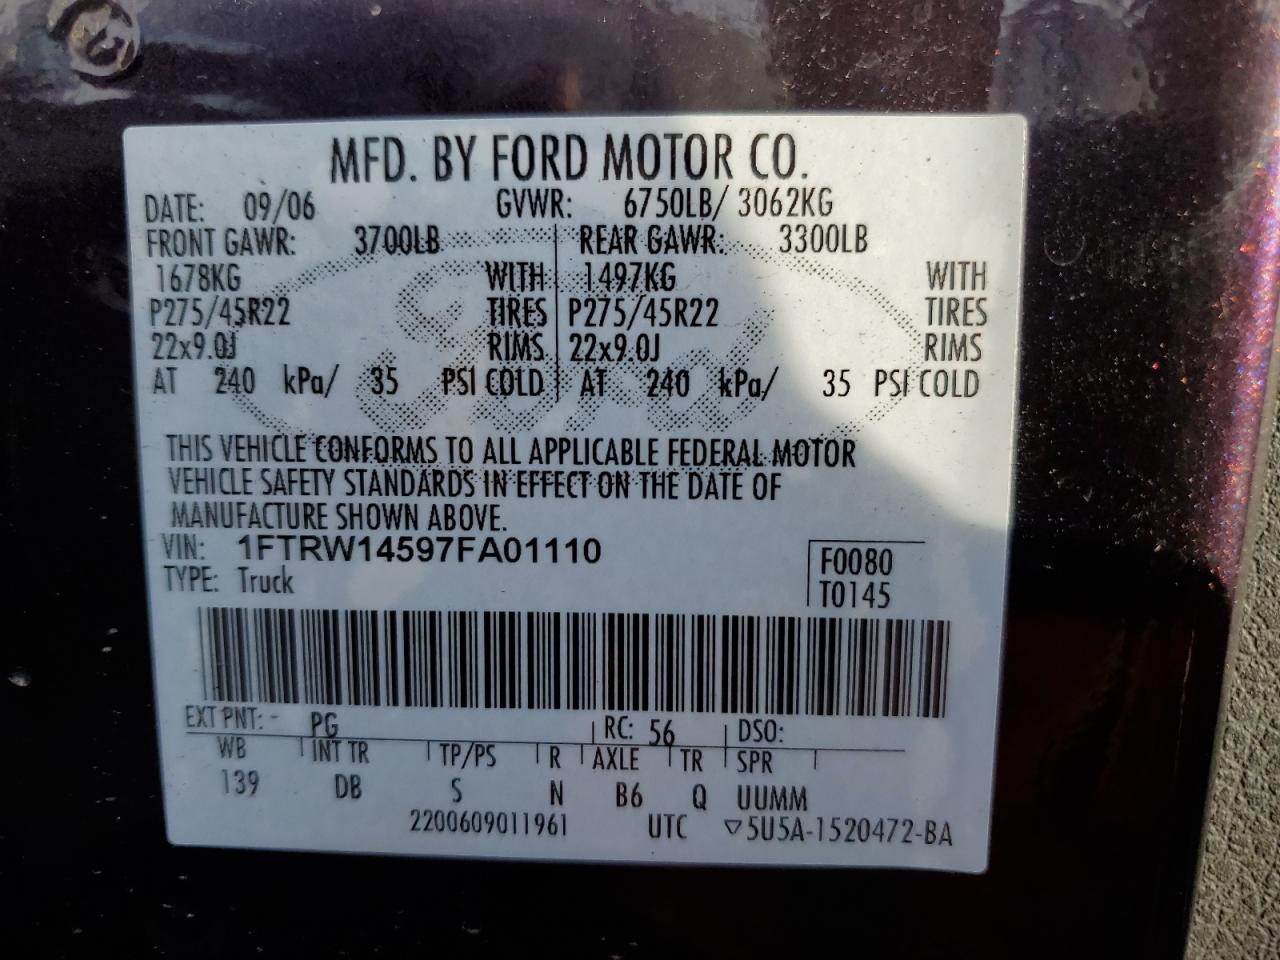 MFD. BY FORD MOTOR CO.
DATE: 09/06 GVWR: 6750LB/ 3062KG
FRONT GAWR: 3700LB REAR GAWR: 3300LB
1678KG WITH 1497KG WITH
P275/45R22 TIRES P275/45R22 TIRES
22x9.0J RIMS 22x9.0J RIMS
AT 240 kPa/ 35 PSI COLD AT 240 kPa/ 35 PSI COLD
THIS VEHICLE CONFORMS TO ALL APPLICABLE FEDERAL MOTOR
VEHICLE SAFETY STANDARDS IN EFFECT ON THE DATE OF
MANUFACTURE SHOWN ABOVE.
VIN: 1FTRW14597FA01110 F0080
TYPE: Truck T0145
EXT PNT: - PG RC: 56 DSO:
WB INT TR TP/PS R AXLE TR SPR
139 DB S N B6 Q UUMM
2200609011961 UTC ▽5U5A-1520472-BA